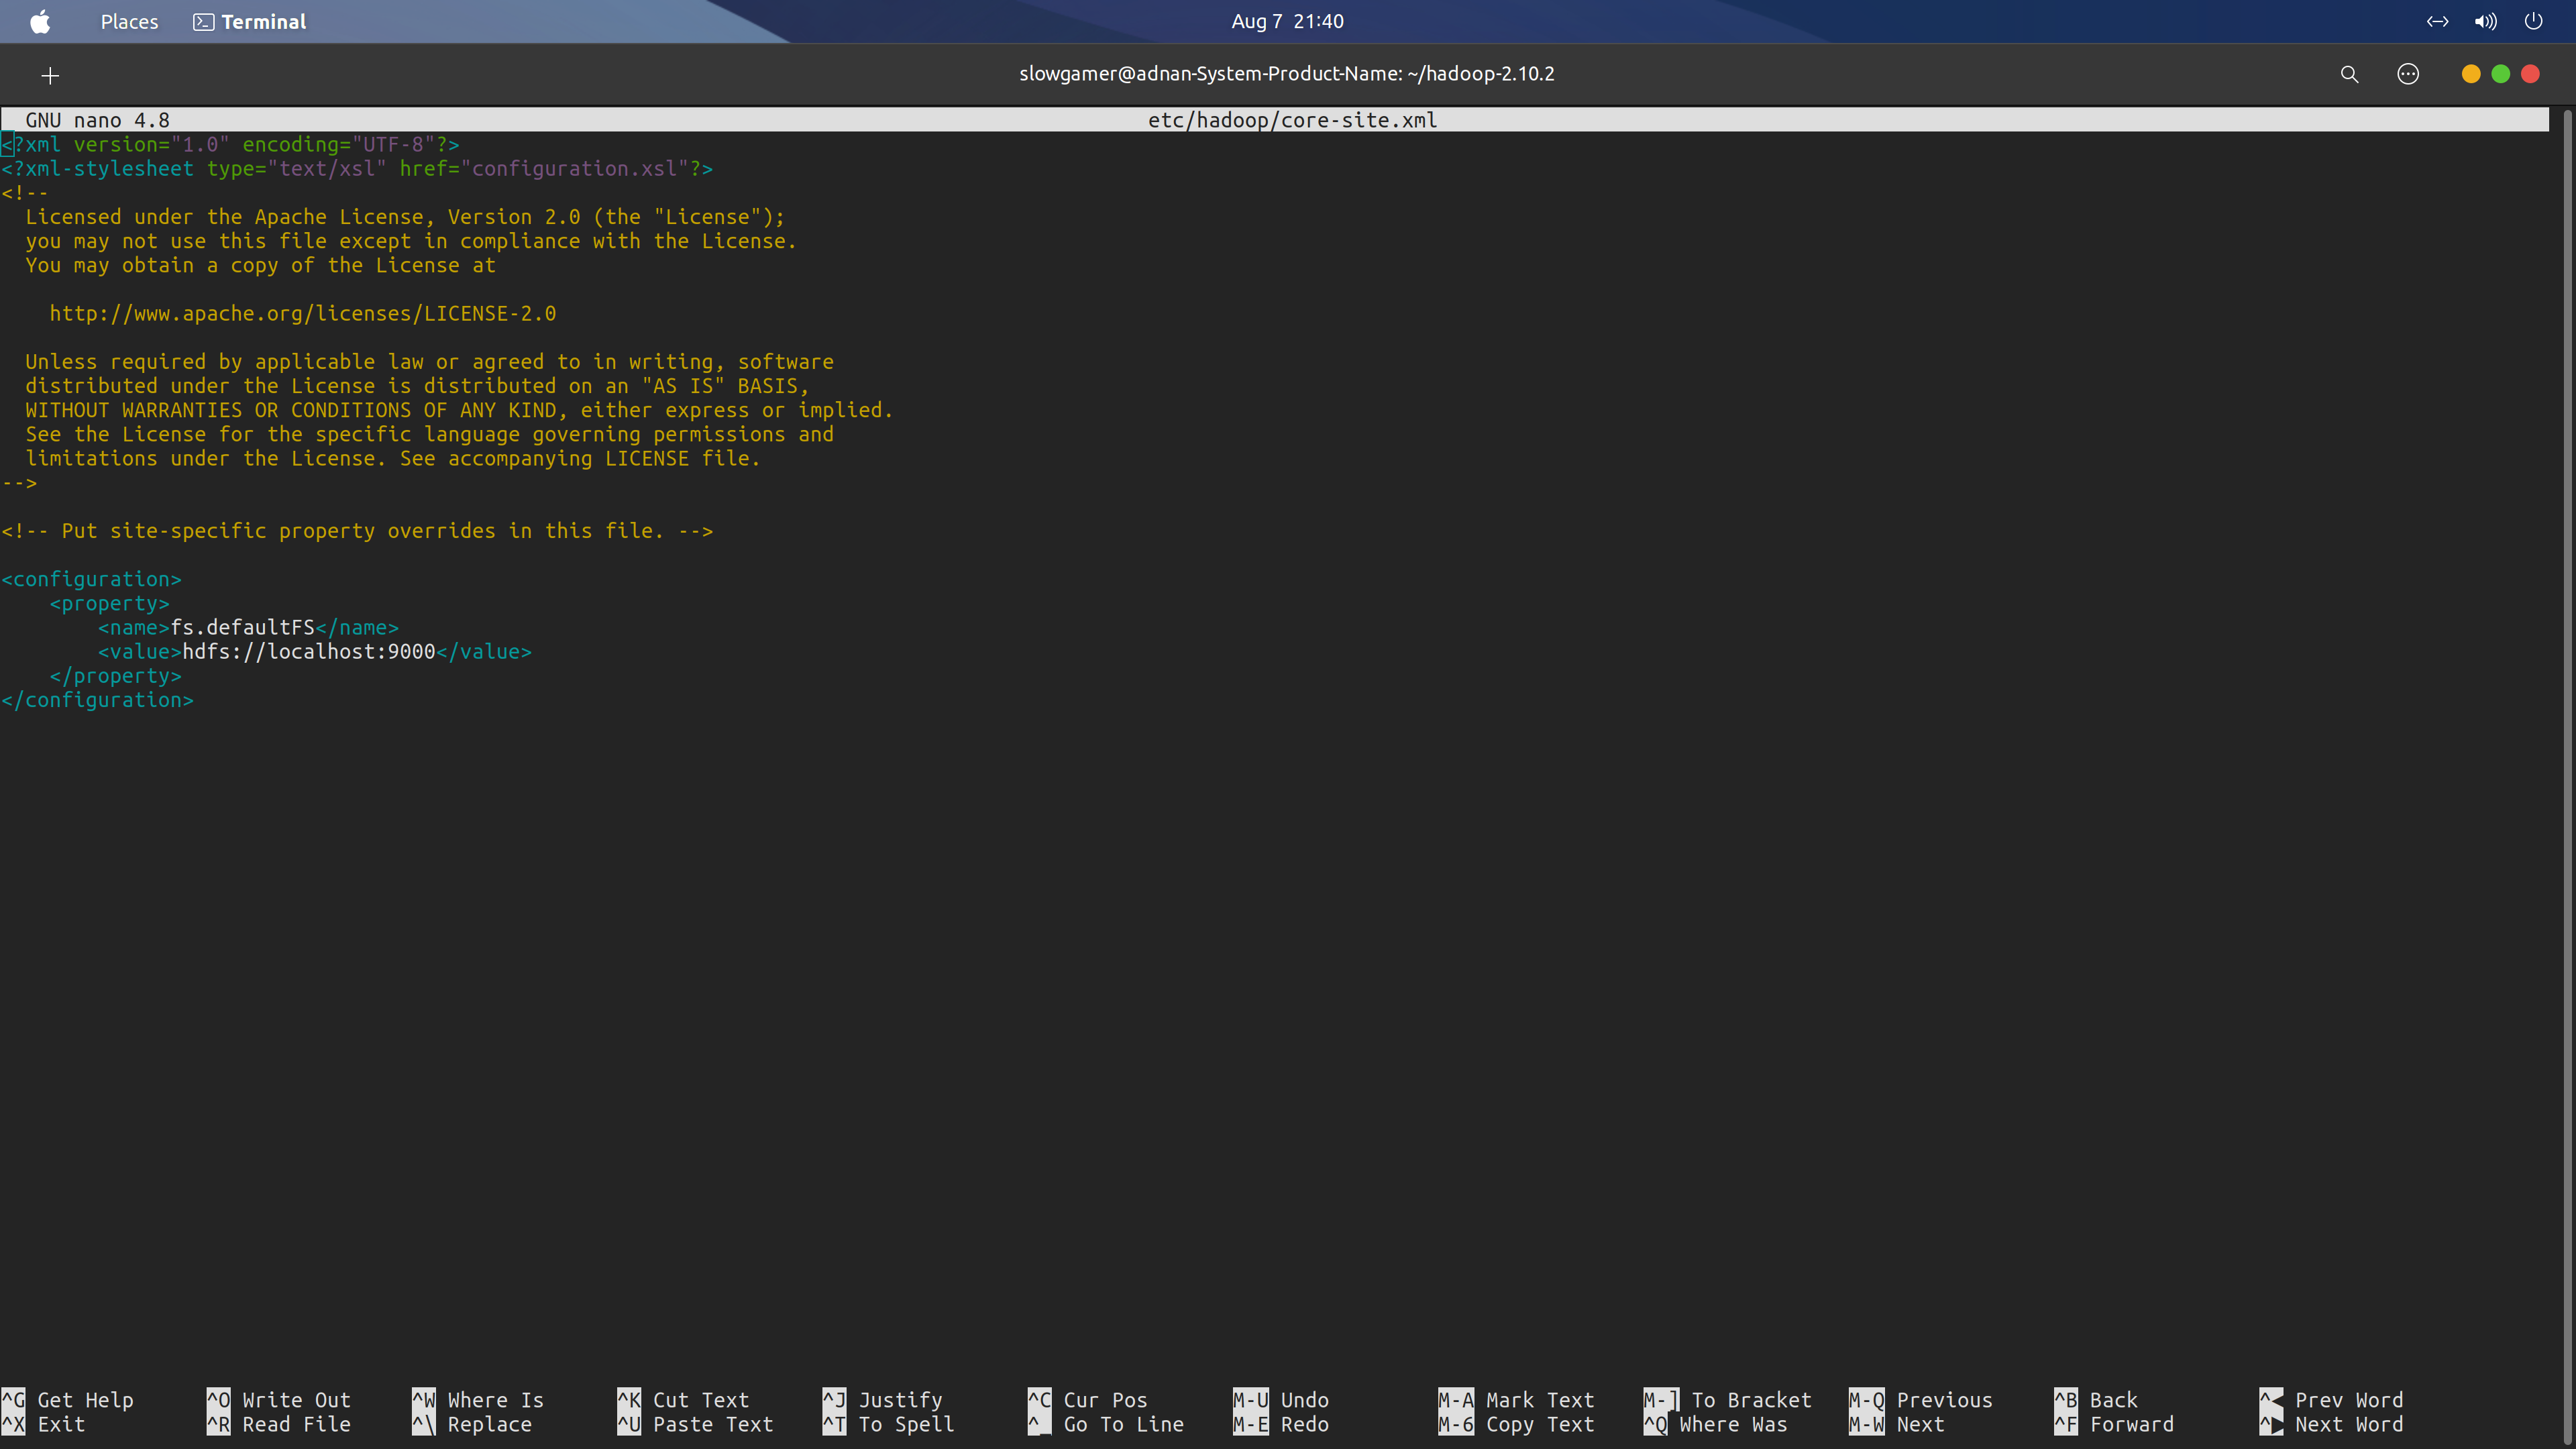 Places Terminal Aug 7 21:40
slowgamer@adnan-System-Product-Name: ~/hadoop-2.10.2
GNU nano 4.8 etc/hadoop/core-site.xml
<?xml version="1.0" encoding="UTF-8"?>
<?xml-stylesheet type="text/xsl" href="configuration.xsl"?>
<!--
  Licensed under the Apache License, Version 2.0 (the "License");
  you may not use this file except in compliance with the License.
  You may obtain a copy of the License at
    http://www.apache.org/licenses/LICENSE-2.0
  Unless required by applicable law or agreed to in writing, software
  distributed under the License is distributed on an "AS IS" BASIS,
  WITHOUT WARRANTIES OR CONDITIONS OF ANY KIND, either express or implied.
  See the License for the specific language governing permissions and
  limitations under the License. See accompanying LICENSE file.
-->
<!-- Put site-specific property overrides in this file. -->
<configuration>
    <property>
        <name>fs.defaultFS</name>
        <value>hdfs://localhost:9000</value>
    </property>
</configuration>
^G Get Help ^O Write Out ^W Where Is ^K Cut Text ^J Justify ^C Cur Pos M-U Undo M-A Mark Text M-] To Bracket M-Q Previous ^B Back ^◀ Prev Word
^X Exit ^R Read File ^\ Replace ^U Paste Text ^T To Spell ^_ Go To Line M-E Redo M-6 Copy Text ^Q Where Was M-W Next ^F Forward ^▶ Next Word